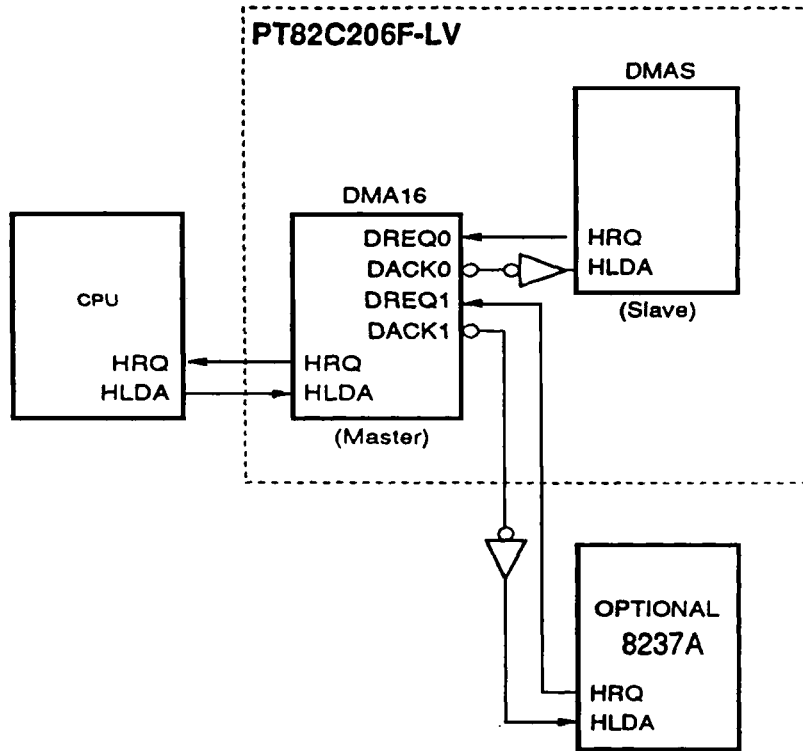 PT82C206F-LV
DMAS
HRQ
HLDA
(Slave)
DMA16
DREQ0
DACK0
DREQ1
DACK1
HRQ
HLDA
(Master)
CPU
HRQ
HLDA
OPTIONAL
8237A
HRQ
HLDA